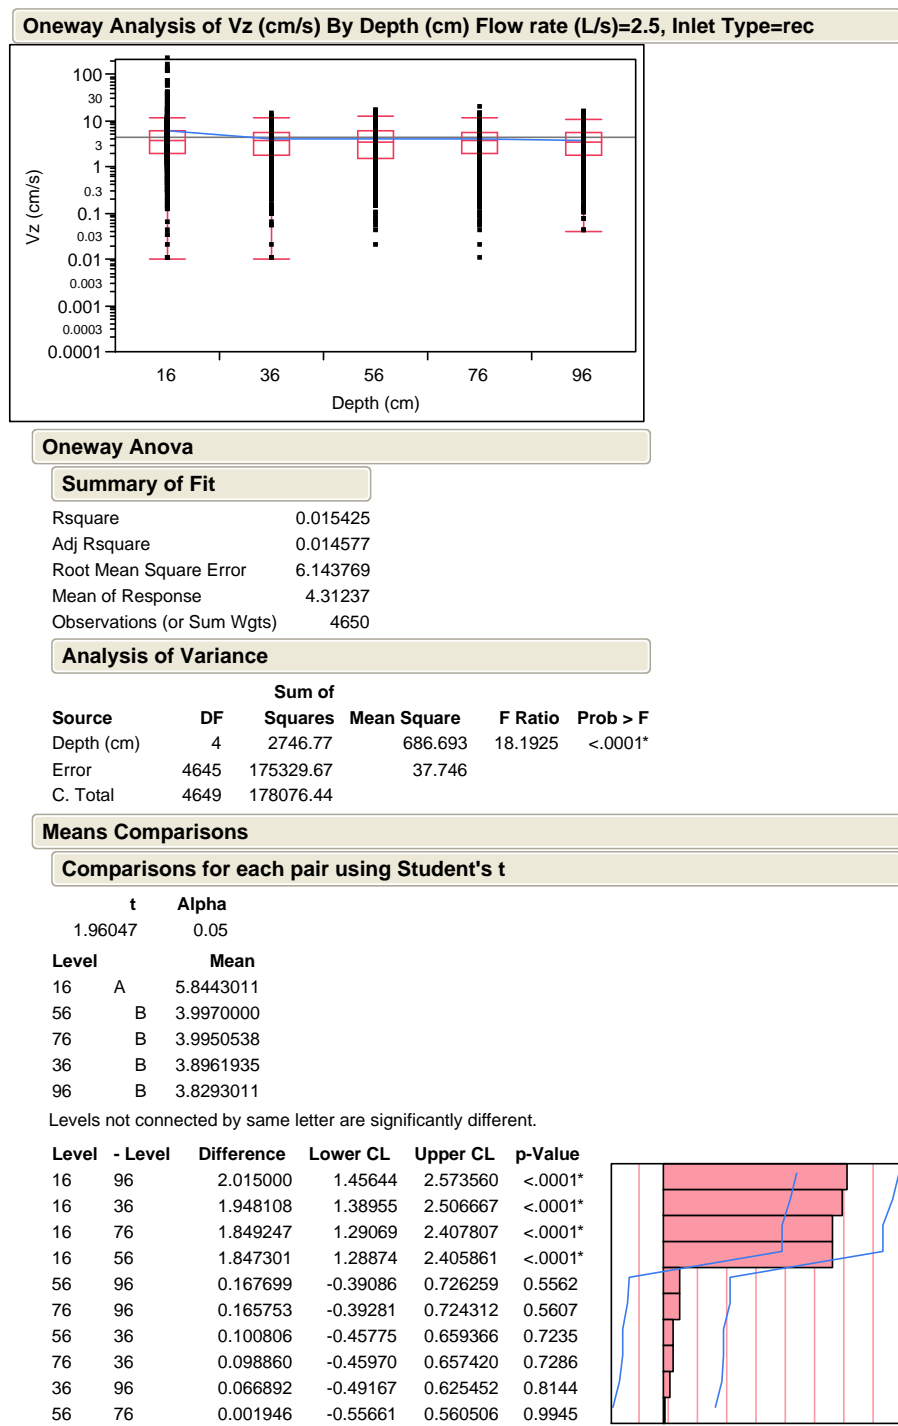 Oneway Analysis of Vz (cm/s) By Depth (cm) Flow rate (L/s)=2.5, Inlet Type=rec
100
30
10
3
1
0.3
0.1
0.03
0.01
0.003
0.001
0.0003
0.0001
Vz (cm/s)
16 36 56 76 96
Depth (cm)
Oneway Anova
Summary of Fit
Rsquare 0.015425
Adj Rsquare 0.014577
Root Mean Square Error 6.143769
Mean of Response 4.31237
Observations (or Sum Wgts) 4650
Analysis of Variance
Sum of
Source DF Squares Mean Square F Ratio Prob > F
Depth (cm) 4 2746.77 686.693 18.1925 <.0001*
Error 4645 175329.67 37.746
C. Total 4649 178076.44
Means Comparisons
Comparisons for each pair using Student's t
t Alpha
1.96047 0.05
Level Mean
16 A 5.8443011
56 B 3.9970000
76 B 3.9950538
36 B 3.8961935
96 B 3.8293011
Levels not connected by same letter are significantly different.
Level - Level Difference Lower CL Upper CL p-Value
16 96 2.015000 1.45644 2.573560 <.0001*
16 36 1.948108 1.38955 2.506667 <.0001*
16 76 1.849247 1.29069 2.407807 <.0001*
16 56 1.847301 1.28874 2.405861 <.0001*
56 96 0.167699 -0.39086 0.726259 0.5562
76 96 0.165753 -0.39281 0.724312 0.5607
56 36 0.100806 -0.45775 0.659366 0.7235
76 36 0.098860 -0.45970 0.657420 0.7286
36 96 0.066892 -0.49167 0.625452 0.8144
56 76 0.001946 -0.55661 0.560506 0.9945